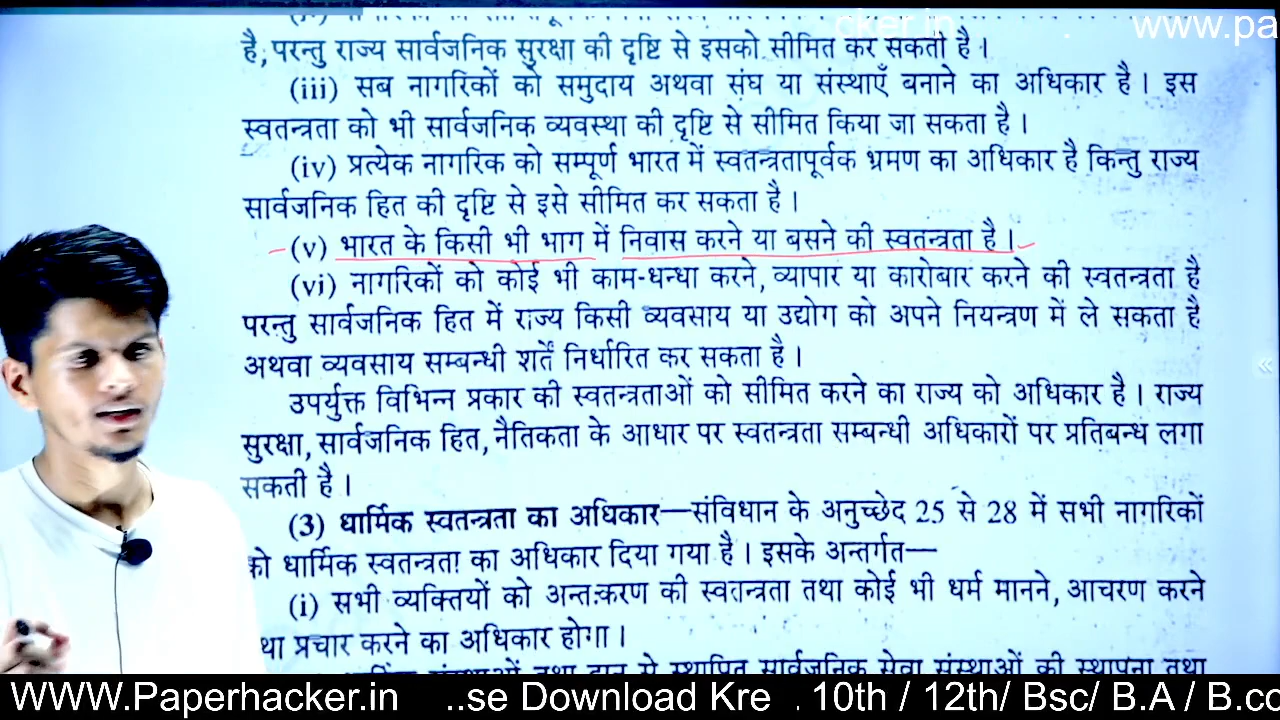 cker.in
www.pa
है, परन्तु राज्य सार्वजनिक सुरक्षा की दृष्टि से इसको सीमित कर सकती है ।
(iii) सब नागरिकों को समुदाय अथवा संघ या संस्थाएँ बनाने का अधिकार है । इस
स्वतन्त्रता को भी सार्वजनिक व्यवस्था की दृष्टि से सीमित किया जा सकता है ।
(iv) प्रत्येक नागरिक को सम्पूर्ण भारत में स्वतन्त्रतापूर्वक भ्रमण का अधिकार है किन्तु राज्य
सार्वजनिक हित की दृष्टि से इसे सीमित कर सकता है ।
(v) भारत के किसी भी भाग में निवास करने या बसने की स्वतन्त्रता है ।
(vi) नागरिकों को कोई भी काम-धन्धा करने, व्यापार या कारोबार करने की स्वतन्त्रता है
परन्तु सार्वजनिक हित में राज्य किसी व्यवसाय या उद्योग को अपने नियन्त्रण में ले सकता है
अथवा व्यवसाय सम्बन्धी शर्तें निर्धारित कर सकता है ।
उपर्युक्त विभिन्न प्रकार की स्वतन्त्रताओं को सीमित करने का राज्य को अधिकार है । राज्य
सुरक्षा, सार्वजनिक हित, नैतिकता के आधार पर स्वतन्त्रता सम्बन्धी अधिकारों पर प्रतिबन्ध लगा
सकती है ।
(3) धार्मिक स्वतन्त्रता का अधिकार—संविधान के अनुच्छेद 25 से 28 में सभी नागरिकों
को धार्मिक स्वतन्त्रता का अधिकार दिया गया है । इसके अन्तर्गत—
(i) सभी व्यक्तियों को अन्तःकरण की स्वतन्त्रता तथा कोई भी धर्म मानने, आचरण करने
था प्रचार करने का अधिकार होगा ।
संस्थाओं तथा दान से स्थापित सार्वजनिक सेवा संस्थाओं की स्थापना तथा
WWW.Paperhacker.in ..se Download Kre . 10th / 12th/ Bsc/ B.A / B.co